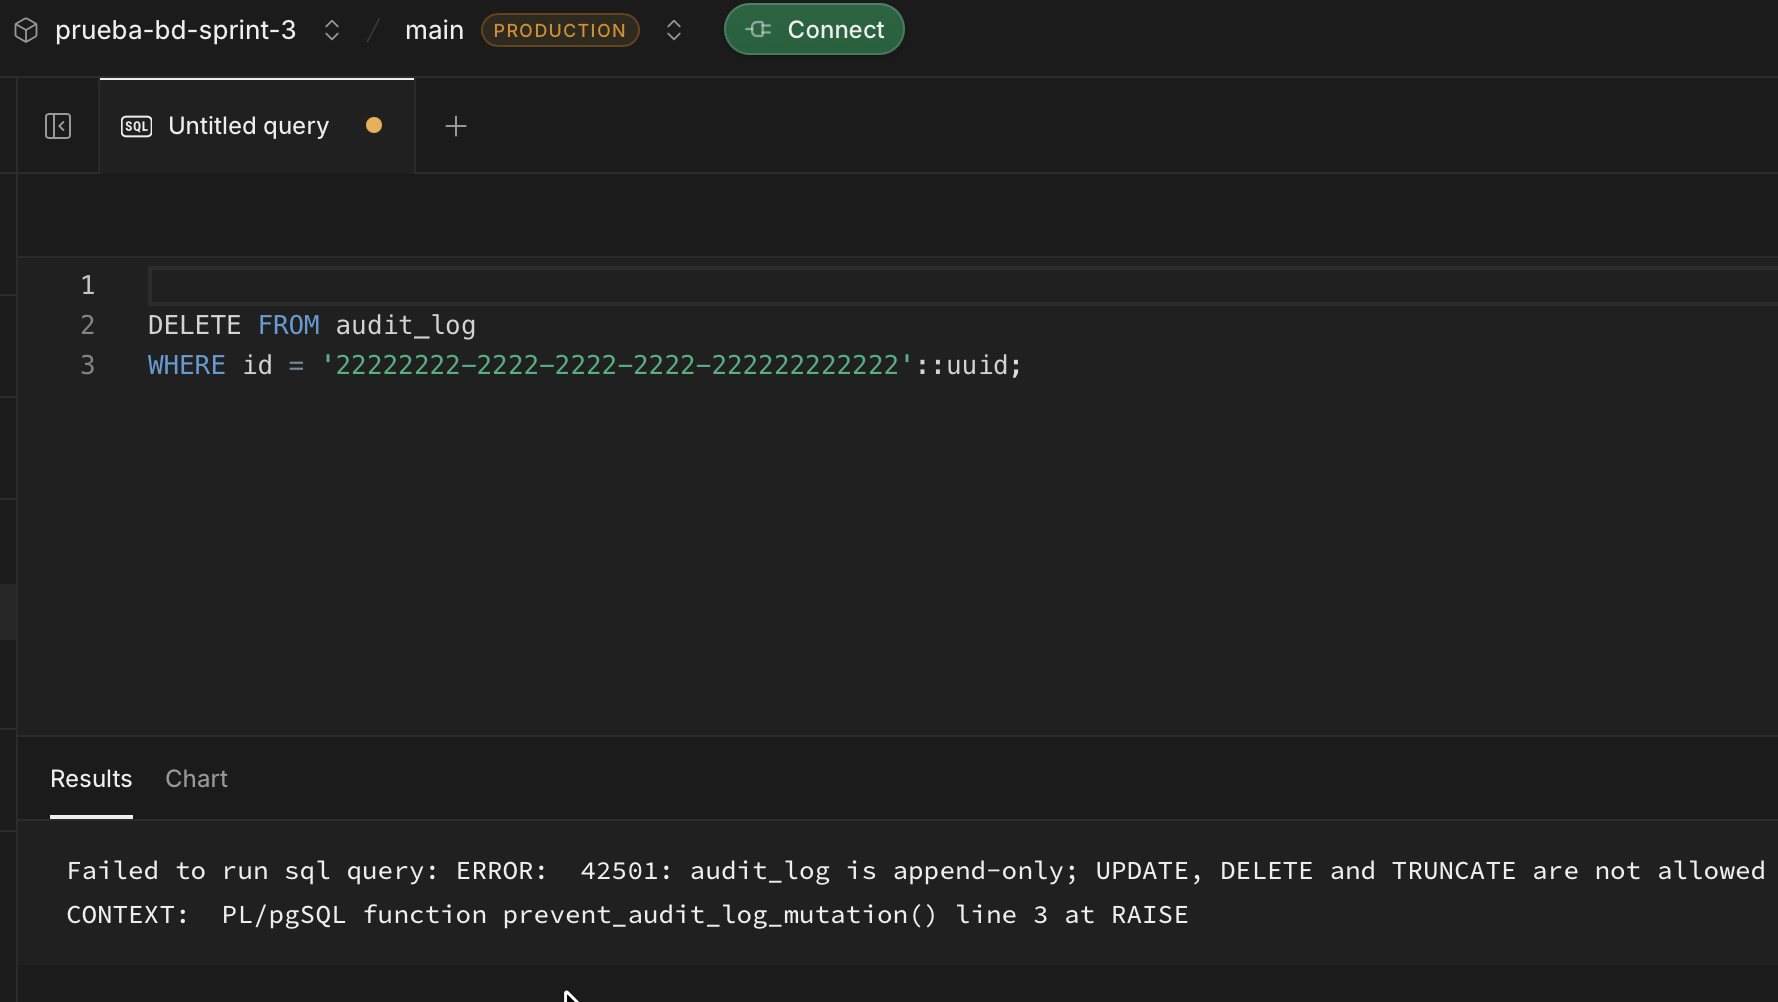 prueba-bd-sprint-3 / main PRODUCTION Connect
SQL Untitled query +
1
2 DELETE FROM audit_log
3 WHERE id = '22222222-2222-2222-2222-222222222222'::uuid;
Results Chart
Failed to run sql query: ERROR:  42501: audit_log is append-only; UPDATE, DELETE and TRUNCATE are not allowed
CONTEXT:  PL/pgSQL function prevent_audit_log_mutation() line 3 at RAISE